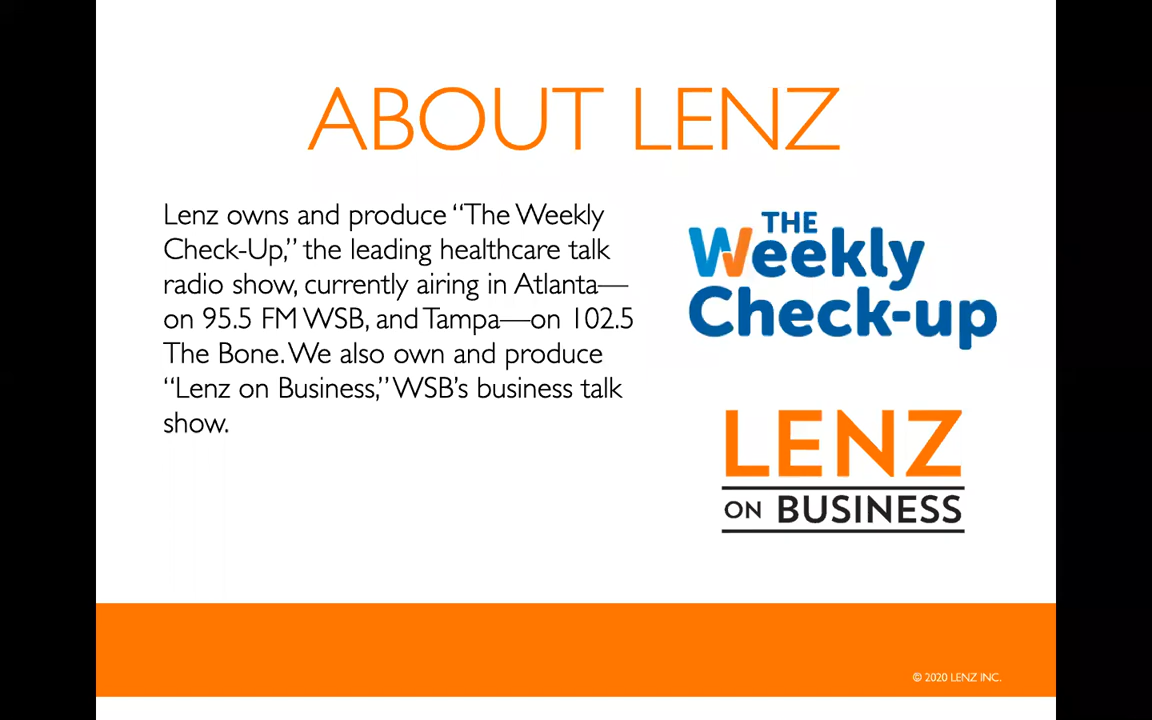 ABOUT LENZ
Lenz owns and produce “The Weekly
Check-Up,” the leading healthcare talk
radio show, currently airing in Atlanta—
on 95.5 FM WSB, and Tampa—on 102.5
The Bone. We also own and produce
“Lenz on Business,” WSB’s business talk
show.
THE
Weekly
Check-up
LENZ
ON BUSINESS
© 2020 LENZ INC.